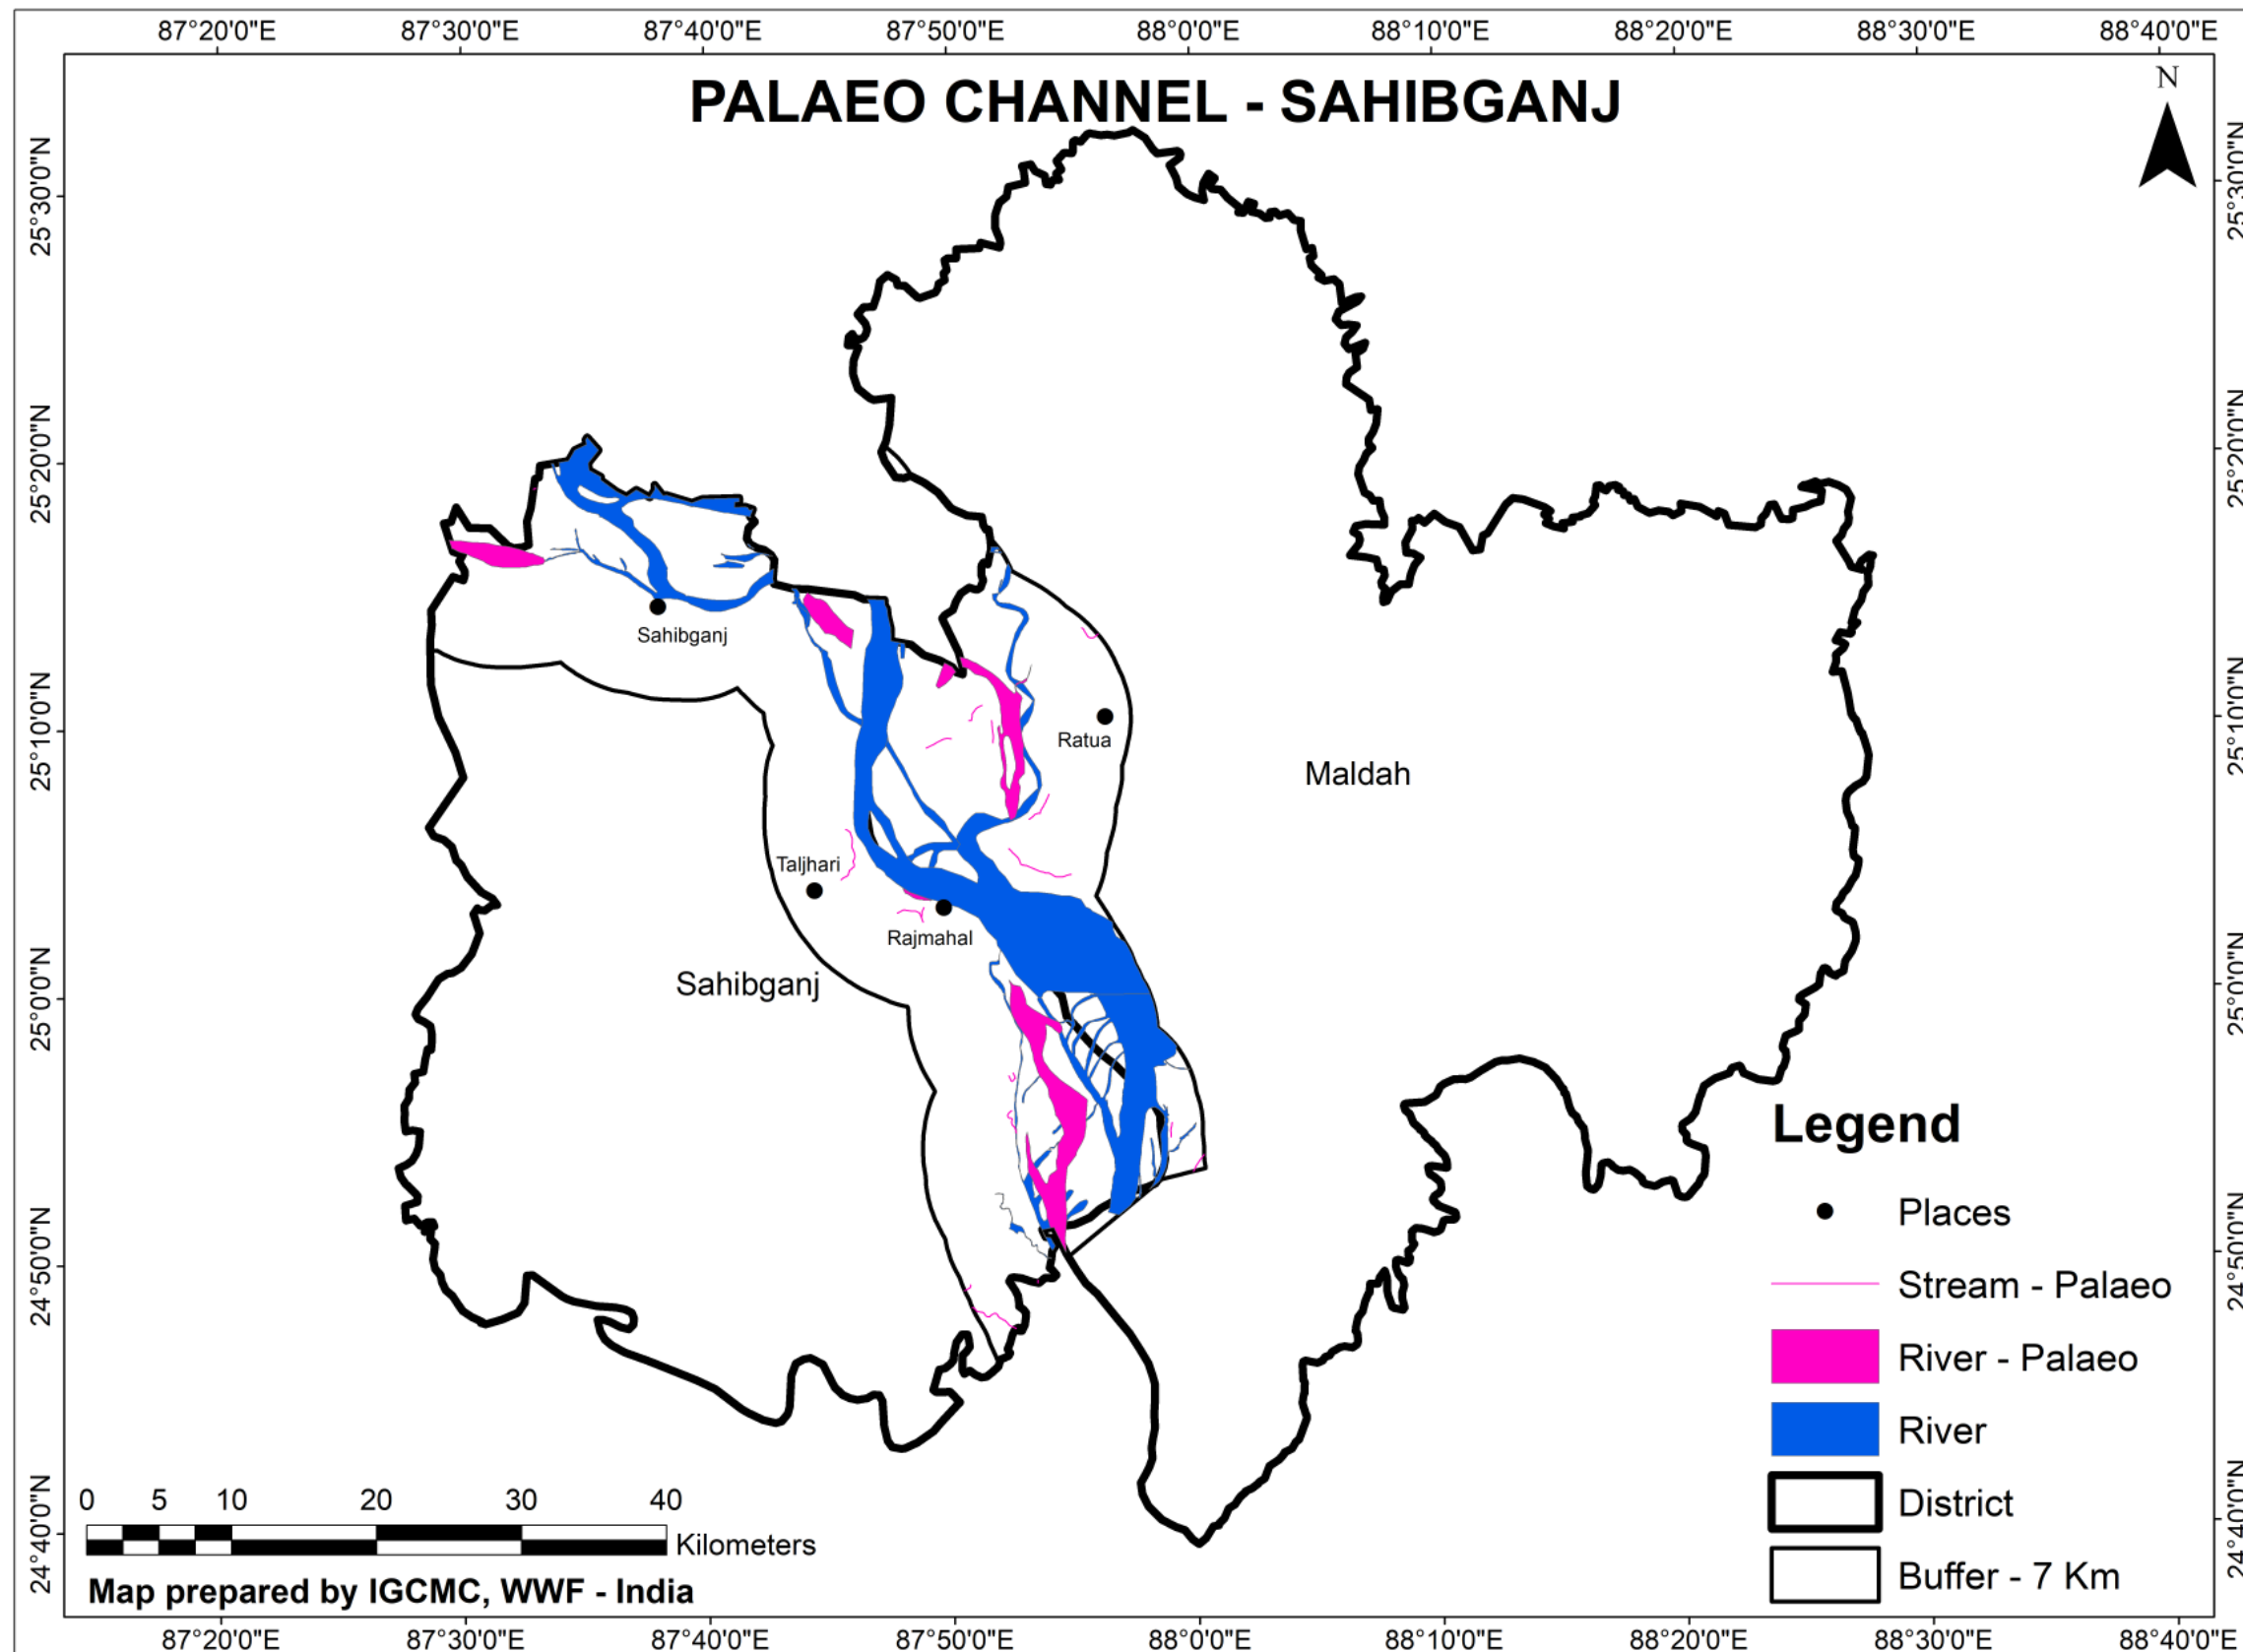 87°20'0"E 87°30'0"E 87°40'0"E 87°50'0"E 88°0'0"E 88°10'0"E 88°20'0"E 88°30'0"E 88°40'0"E
PALAEO CHANNEL - SAHIBGANJ
N
25°30'0"N 25°30'0"N
25°20'0"N 25°20'0"N
Sahibganj
25°10'0"N 25°10'0"N
Ratua
Maldah
Taljhari
Rajmahal
Sahibganj
25°0'0"N 25°0'0"N
Legend
Places
24°50'0"N 24°50'0"N
Stream - Palaeo
River - Palaeo
River
District
24°40'0"N 24°40'0"N
0 5 10 20 30 40
Kilometers
Buffer - 7 Km
Map prepared by IGCMC, WWF - India
87°20'0"E 87°30'0"E 87°40'0"E 87°50'0"E 88°0'0"E 88°10'0"E 88°20'0"E 88°30'0"E 88°40'0"E